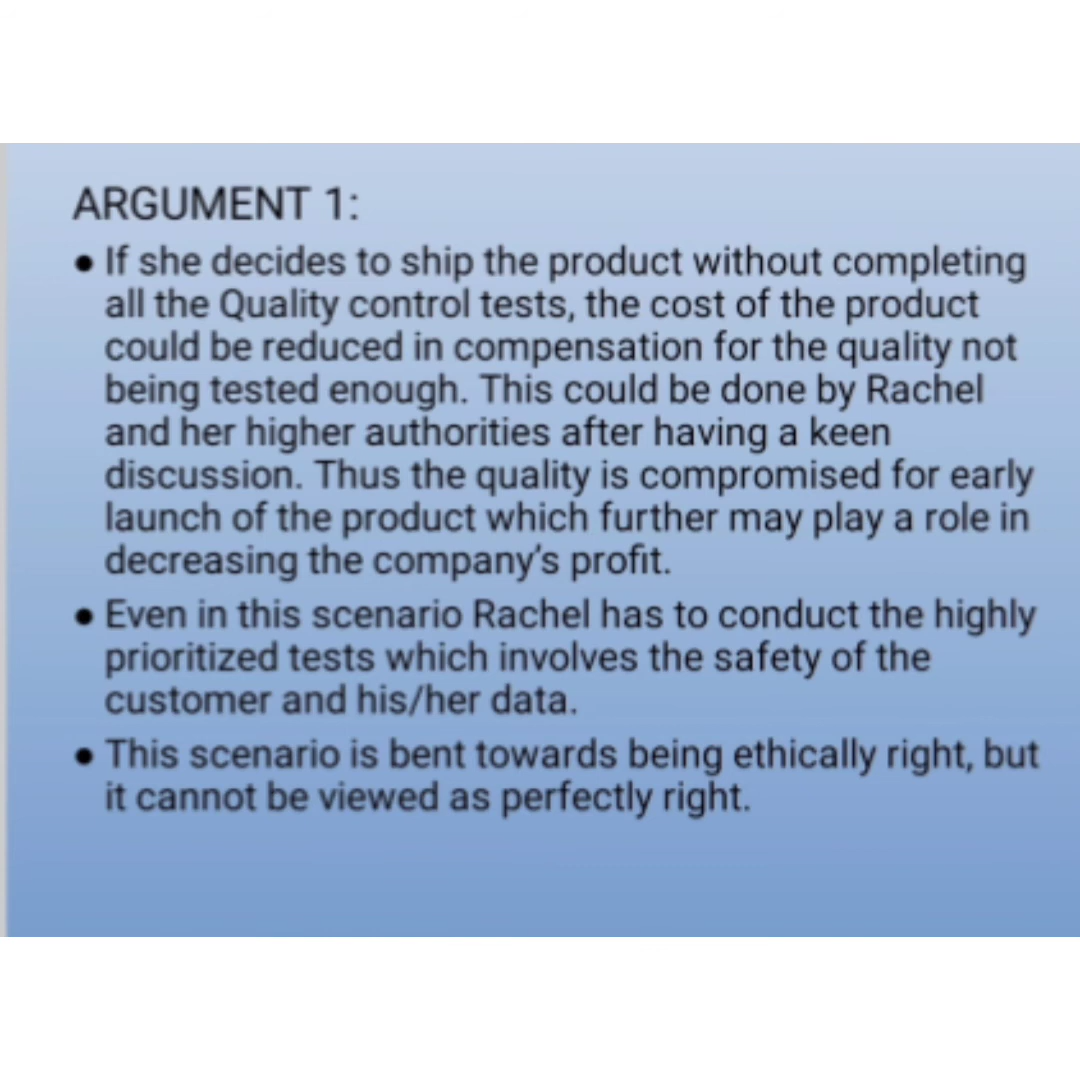 ARGUMENT 1:
● If she decides to ship the product without completing
all the Quality control tests, the cost of the product
could be reduced in compensation for the quality not
being tested enough. This could be done by Rachel
and her higher authorities after having a keen
discussion. Thus the quality is compromised for early
launch of the product which further may play a role in
decreasing the company's profit.
● Even in this scenario Rachel has to conduct the highly
prioritized tests which involves the safety of the
customer and his/her data.
● This scenario is bent towards being ethically right, but
it cannot be viewed as perfectly right.